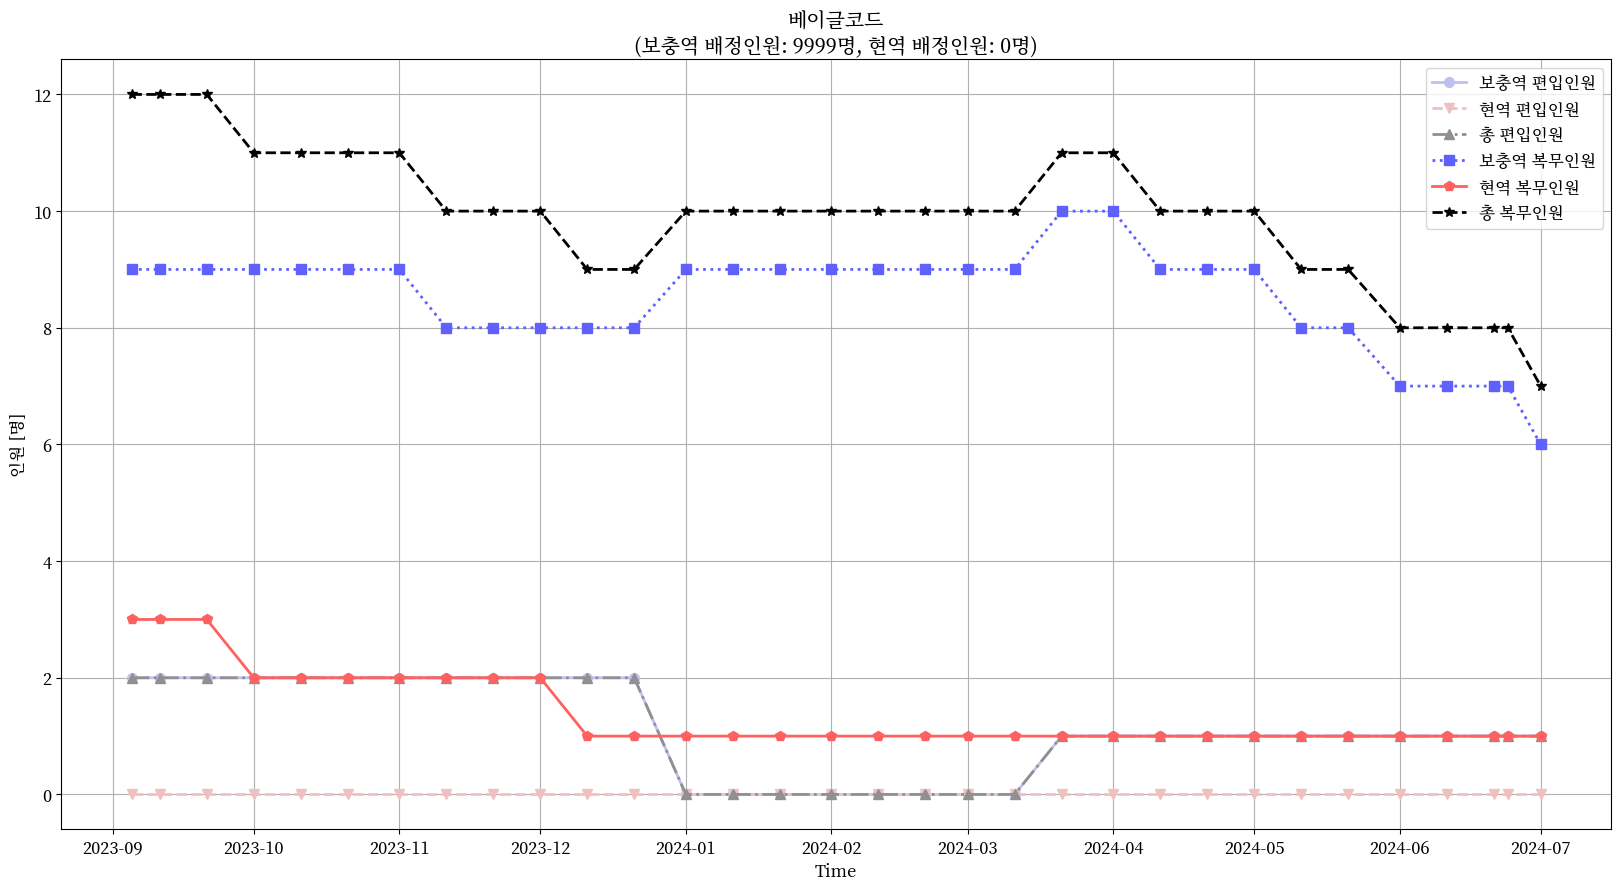 베이글코드
(보충역 배정인원: 9999명, 현역 배정인원: 0명)
보충역 편입인원
현역 편입인원
총 편입인원
보충역 복무인원
현역 복무인원
총 복무인원
인원 [명]
12
10
8
6
4
2
0
2023-09 2023-10 2023-11 2023-12 2024-01 2024-02 2024-03 2024-04 2024-05 2024-06 2024-07
Time